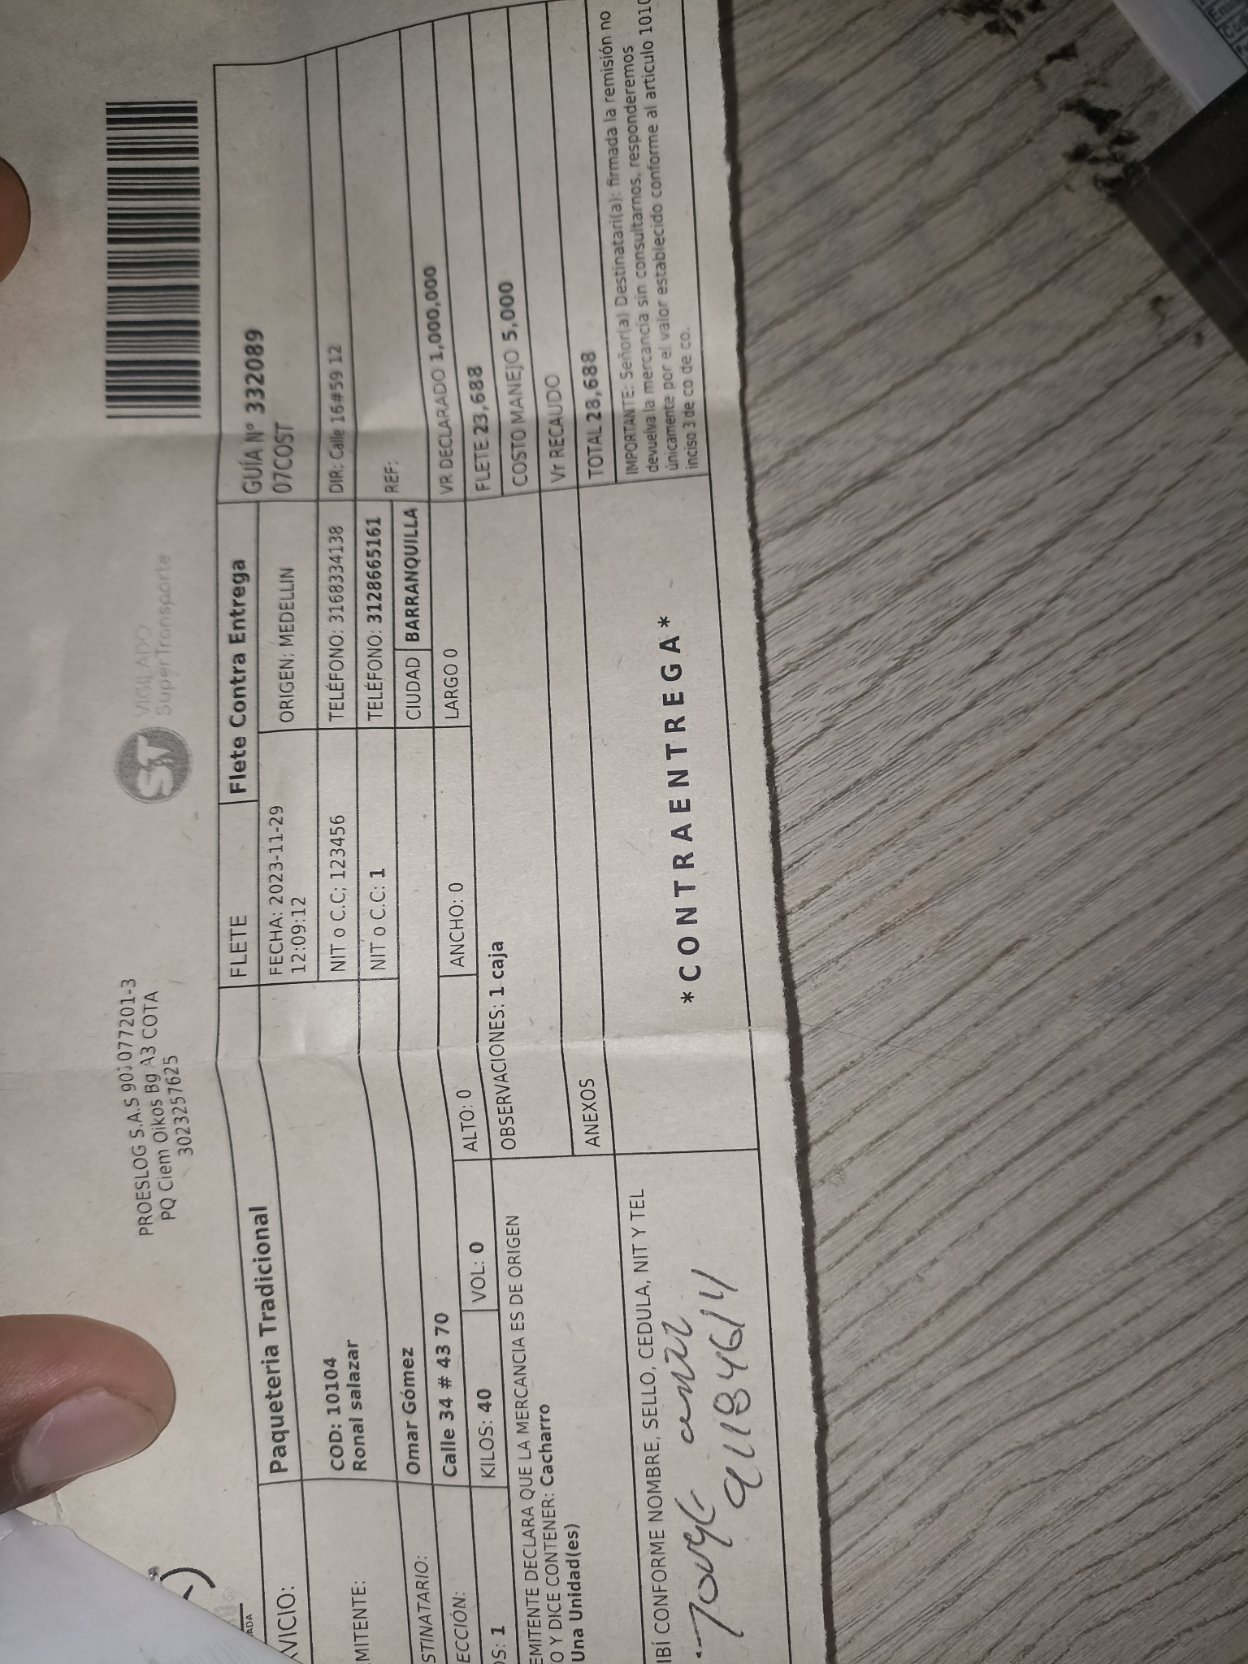 PROESLOG S.A.S 901077201-3
PQ Ciem Oikos Bg A3 COTA
3023257625
VIGILADO
SuperTransporte
VICIO: Paqueteria Tradicional
FLETE Flete Contra Entrega
GUÍA Nº 332089
07COST
FECHA: 2023-11-29
12:09:12
ORIGEN: MEDELLIN
MITENTE: COD: 10104
Ronal salazar
NIT o C.C: 123456 TELÉFONO: 3168334138 DIR: Calle 16#59 12
STINATARIO: Omar Gómez NIT o C.C: 1 TELÉFONO: 3128665161 REF:
ECCIÓN: Calle 34 # 43 70 CIUDAD BARRANQUILLA
OS: 1 KILOS: 40 VOL: 0 ALTO: 0 ANCHO: 0 LARGO 0 VR DECLARADO 1,000,000
FLETE 23,688
EMITENTE DECLARA QUE LA MERCANCIA ES DE ORIGEN
O Y DICE CONTENER: Cacharro
Una Unidad(es)
OBSERVACIONES: 1 caja
COSTO MANEJO 5,000
Vr RECAUDO
ANEXOS
TOTAL 28,688
IBÍ CONFORME NOMBRE, SELLO, CEDULA, NIT Y TEL
*CONTRAENTREGA*
IMPORTANTE: Señor(a) Destinatari(a): firmada la remisión no
devuelva la mercancía sin consultarnos, responderemos
únicamente por el valor establecido conforme al artículo 1010
inciso 3 de co de co.